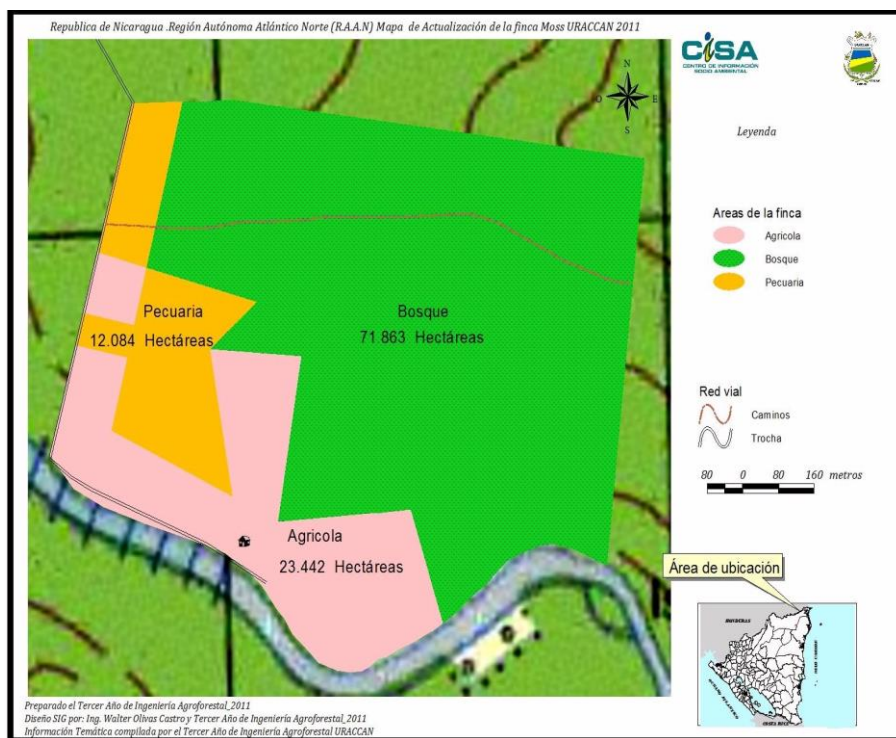 Republica de Nicaragua .Región Autónoma Atlántico Norte (R.A.A.N) Mapa de Actualización de la finca Moss URACCAN 2011
CiSA
CENTRO DE INFORMACIÓN
SOCIO AMBIENTAL
N
O
E
S
Leyenda
Areas de la finca
Agricola
Bosque
Pecuaria
Pecuaria
12.084 Hectáreas
Bosque
71.863 Hectáreas
Red vial
Caminos
Trocha
80 0 80 160 metros
Agricola
23.442 Hectáreas
Área de ubicación
HONDURAS
COSTA RICA
Preparado el Tercer Año de Ingeniería Agroforestal_2011
Diseño SIG por: Ing. Walter Olivas Castro y Tercer Año de Ingeniería Agroforestal_2011
Información Temática compilada por el Tercer Año de Ingeniería Agroforestal URACCAN